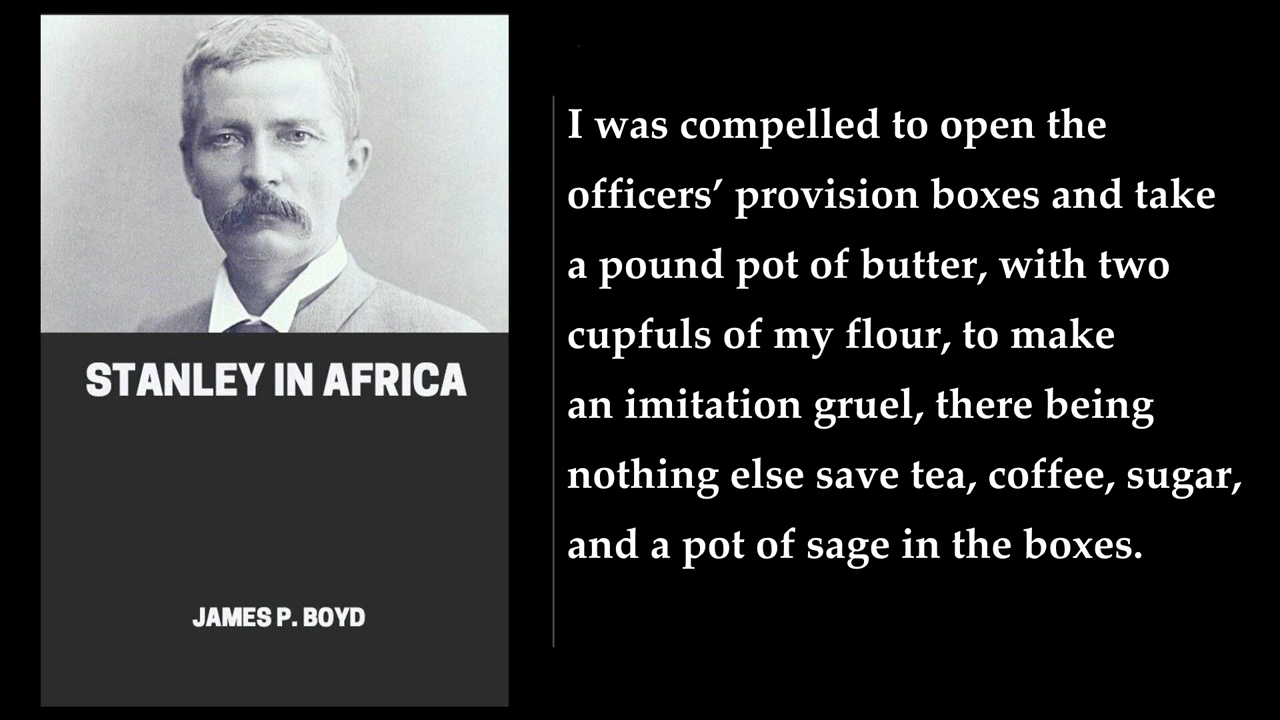 STANLEY IN AFRICA
JAMES P. BOYD
I was compelled to open the
officers’ provision boxes and take
a pound pot of butter, with two
cupfuls of my flour, to make
an imitation gruel, there being
nothing else save tea, coffee, sugar,
and a pot of sage in the boxes.